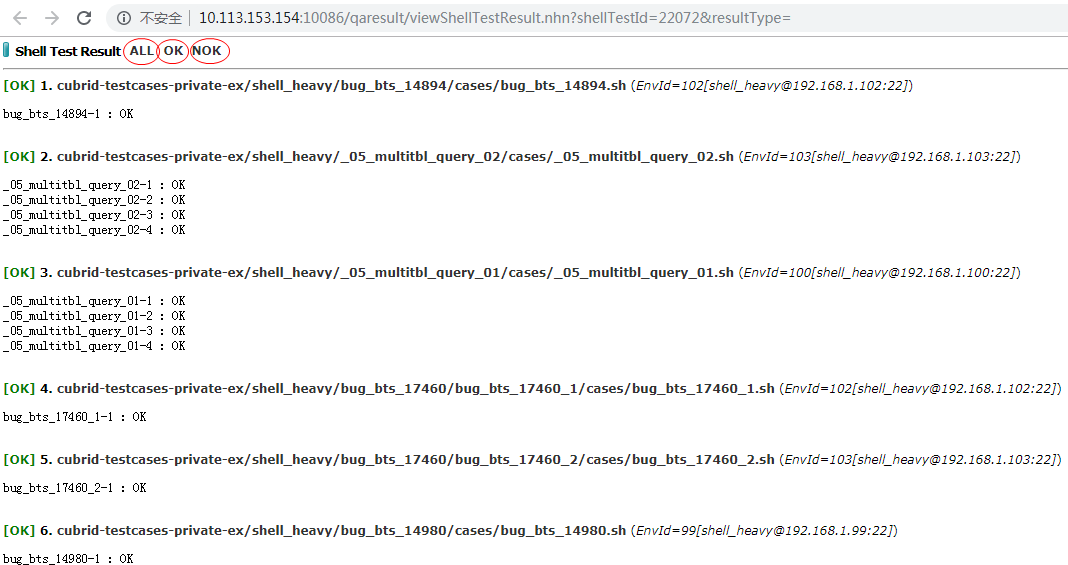 不安全 10.113.153.154:10086/qaresult/viewShellTestResult.nhn?shellTestId=22072&resultType=
Shell Test Result ALL OK NOK
[OK] 1. cubrid-testcases-private-ex/shell_heavy/bug_bts_14894/cases/bug_bts_14894.sh (EnvId=102[shell_heavy@192.168.1.102:22])
bug_bts_14894-1 : OK
[OK] 2. cubrid-testcases-private-ex/shell_heavy/_05_multitbl_query_02/cases/_05_multitbl_query_02.sh (EnvId=103[shell_heavy@192.168.1.103:22])
_05_multitbl_query_02-1 : OK
_05_multitbl_query_02-2 : OK
_05_multitbl_query_02-3 : OK
_05_multitbl_query_02-4 : OK
[OK] 3. cubrid-testcases-private-ex/shell_heavy/_05_multitbl_query_01/cases/_05_multitbl_query_01.sh (EnvId=100[shell_heavy@192.168.1.100:22])
_05_multitbl_query_01-1 : OK
_05_multitbl_query_01-2 : OK
_05_multitbl_query_01-3 : OK
_05_multitbl_query_01-4 : OK
[OK] 4. cubrid-testcases-private-ex/shell_heavy/bug_bts_17460/bug_bts_17460_1/cases/bug_bts_17460_1.sh (EnvId=102[shell_heavy@192.168.1.102:22])
bug_bts_17460_1-1 : OK
[OK] 5. cubrid-testcases-private-ex/shell_heavy/bug_bts_17460/bug_bts_17460_2/cases/bug_bts_17460_2.sh (EnvId=103[shell_heavy@192.168.1.103:22])
bug_bts_17460_2-1 : OK
[OK] 6. cubrid-testcases-private-ex/shell_heavy/bug_bts_14980/cases/bug_bts_14980.sh (EnvId=99[shell_heavy@192.168.1.99:22])
bug_bts_14980-1 : OK